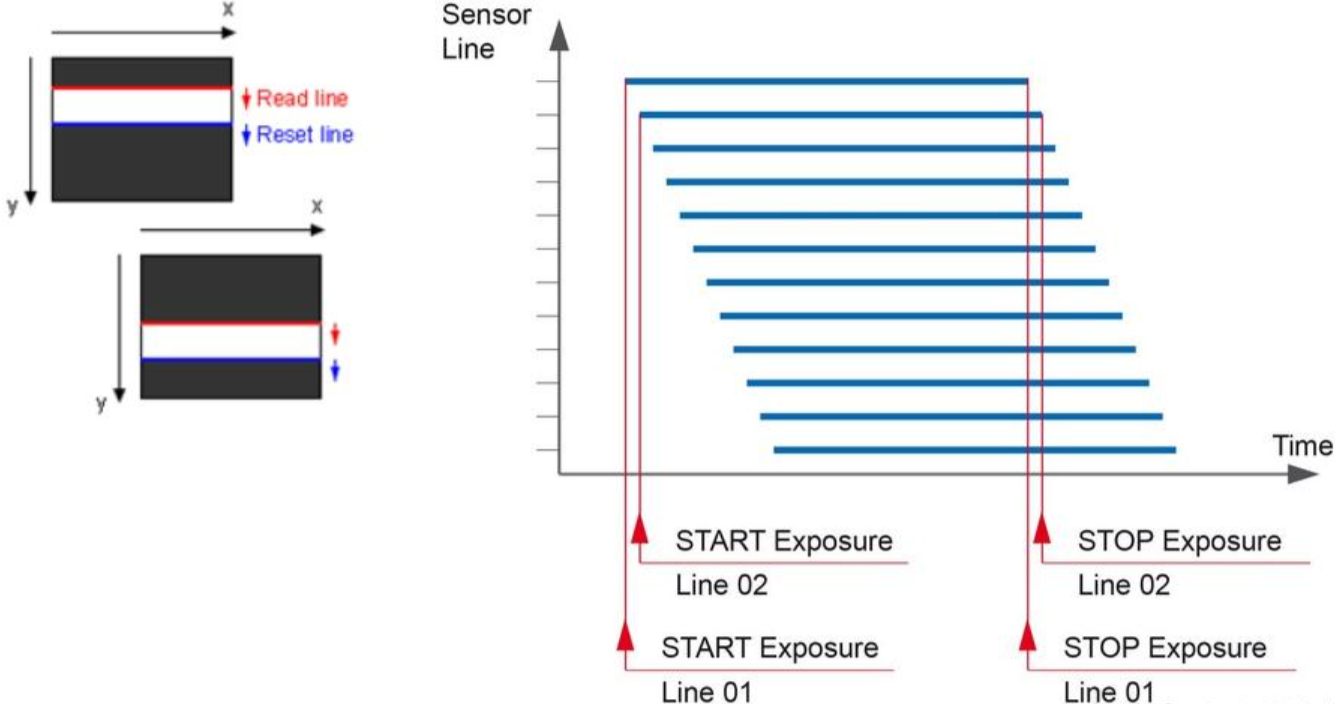 x
Read line
Reset line
y
x
y
Sensor
Line
Time
START Exposure
Line 02
STOP Exposure
Line 02
START Exposure
Line 01
STOP Exposure
Line 01